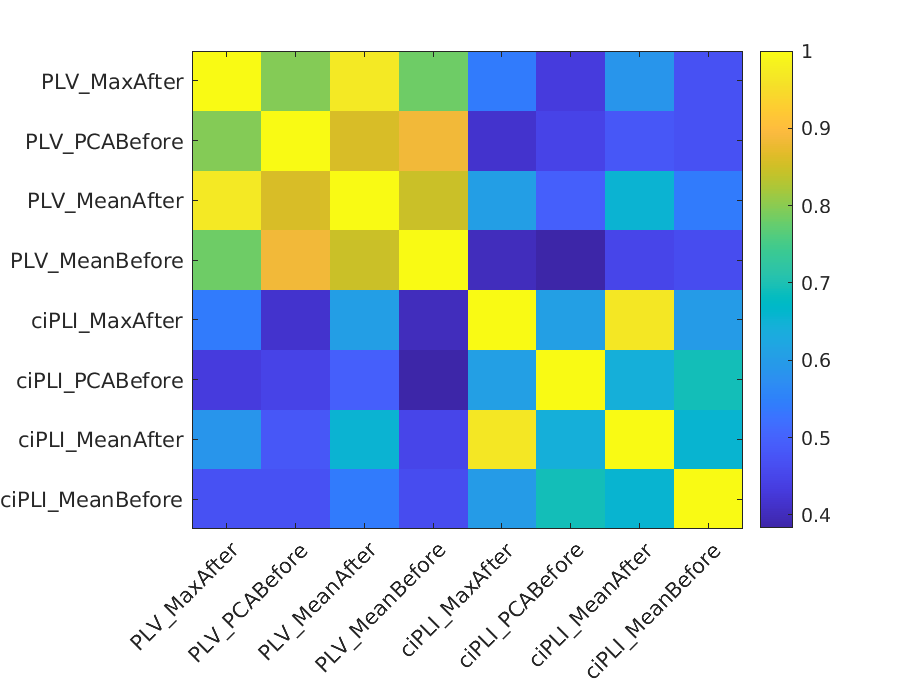 PLV_MaxAfter
PLV_PCABefore
PLV_MeanAfter
PLV_MeanBefore
ciPLI_MaxAfter
ciPLI_PCABefore
ciPLI_MeanAfter
ciPLI_MeanBefore
PLV_MaxAfter
PLV_PCABefore
PLV_MeanAfter
PLV_MeanBefore
ciPLI_MaxAfter
ciPLI_PCABefore
ciPLI_MeanAfter
ciPLI_MeanBefore
1
0.9
0.8
0.7
0.6
0.5
0.4